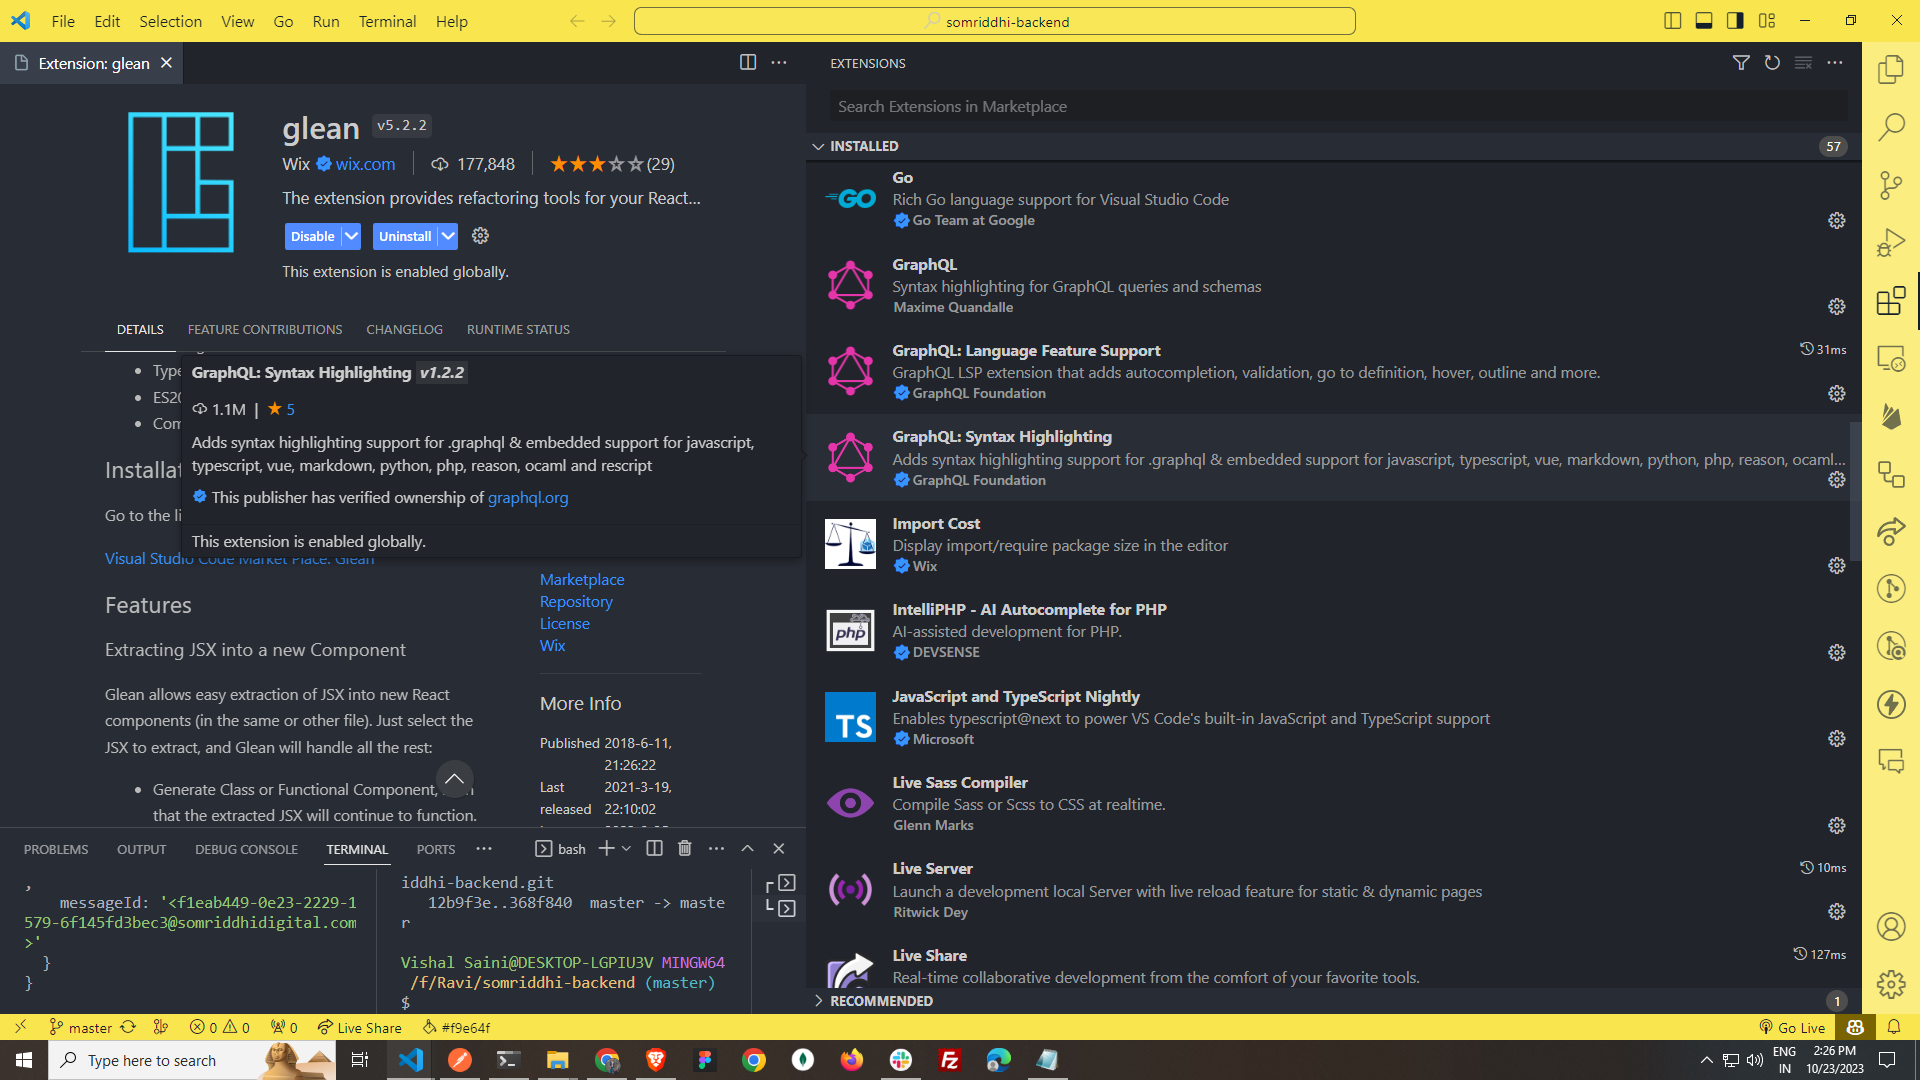 File Edit Selection View Go Run Terminal Help
somriddhi-backend
Extension: glean
glean v5.2.2
Wix wix.com 177,848 (29)
The extension provides refactoring tools for your React...
Disable Uninstall
This extension is enabled globally.
DETAILS FEATURE CONTRIBUTIONS CHANGELOG RUNTIME STATUS
Type
ES20
Com
GraphQL: Syntax Highlighting v1.2.2
1.1M | 5
Adds syntax highlighting support for .graphql & embedded support for javascript,
typescript, vue, markdown, python, php, reason, ocaml and rescript
This publisher has verified ownership of graphql.org
This extension is enabled globally.
Installat
Go to the li
Visual Studio Code Market Place: Glean
Features
Extracting JSX into a new Component
Glean allows easy extraction of JSX into new React
components (in the same or other file). Just select the
JSX to extract, and Glean will handle all the rest:
Generate Class or Functional Component,
that the extracted JSX will continue to function.
Marketplace
Repository
License
Wix
More Info
Published 2018-6-11,
21:26:22
Last 2021-3-19,
released 22:10:02
PROBLEMS OUTPUT DEBUG CONSOLE TERMINAL PORTS
bash
,
messageId: '<f1eab449-0e23-2229-1
579-6f145fd3bec3@somriddhidigital.com
>'
}
}
iddhi-backend.git
12b9f3e..368f840 master -> maste
r
Vishal Saini@DESKTOP-LGPIU3V MINGW64
/f/Ravi/somriddhi-backend (master)
$
EXTENSIONS
Search Extensions in Marketplace
INSTALLED 57
Go
Rich Go language support for Visual Studio Code
Go Team at Google
GraphQL
Syntax highlighting for GraphQL queries and schemas
Maxime Quandalle
GraphQL: Language Feature Support 31ms
GraphQL LSP extension that adds autocompletion, validation, go to definition, hover, outline and more.
GraphQL Foundation
GraphQL: Syntax Highlighting
Adds syntax highlighting support for .graphql & embedded support for javascript, typescript, vue, markdown, python, php, reason, ocaml...
GraphQL Foundation
Import Cost
Display import/require package size in the editor
Wix
IntelliPHP - AI Autocomplete for PHP
AI-assisted development for PHP.
DEVSENSE
JavaScript and TypeScript Nightly
Enables typescript@next to power VS Code's built-in JavaScript and TypeScript support
Microsoft
Live Sass Compiler
Compile Sass or Scss to CSS at realtime.
Glenn Marks
Live Server 10ms
Launch a development local Server with live reload feature for static & dynamic pages
Ritwick Dey
Live Share 127ms
Real-time collaborative development from the comfort of your favorite tools.
RECOMMENDED 1
GO
php
TS
master 0 0 0 Live Share #f9e64f Go Live
Type here to search
Fz
ENG
IN
2:26 PM
10/23/2023